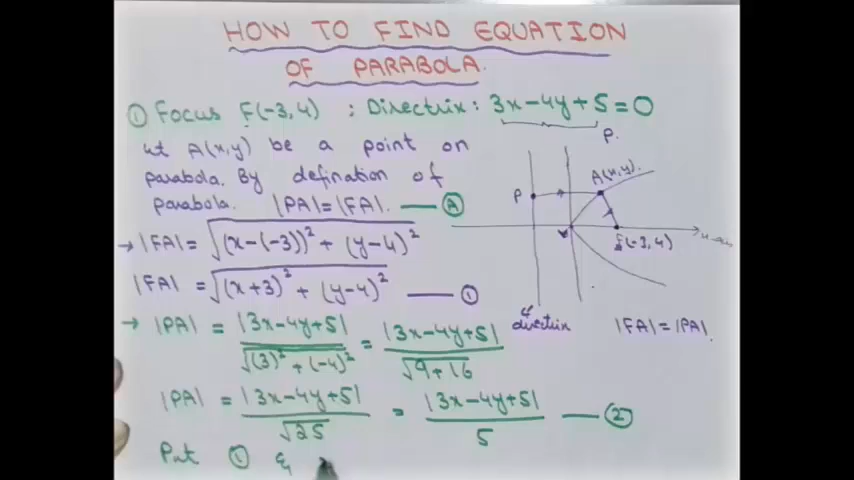 HOW TO FIND EQUATION
OF PARABOLA.
① Focus F(-3,4) ; Directrix: 3x-4y+5=0
P.
let A(x,y) be a point on
parabola. By defination of
parabola. |PA|=|FA|. — Ⓐ
A(x,y).
P
V
F(-3,4)
→ |FA| = √((x-(-3))² + (y-4)²
|FA| = √(x+3)² + (y-4)² — ①
directrix
|FA|=|PA|.
→ |PA| = |3x-4y+5| / √(3)²+(-4)² = |3x-4y+5| / √9+16
|PA| = |3x-4y+5| / √25 = |3x-4y+5| / 5 — ②
Put ① &